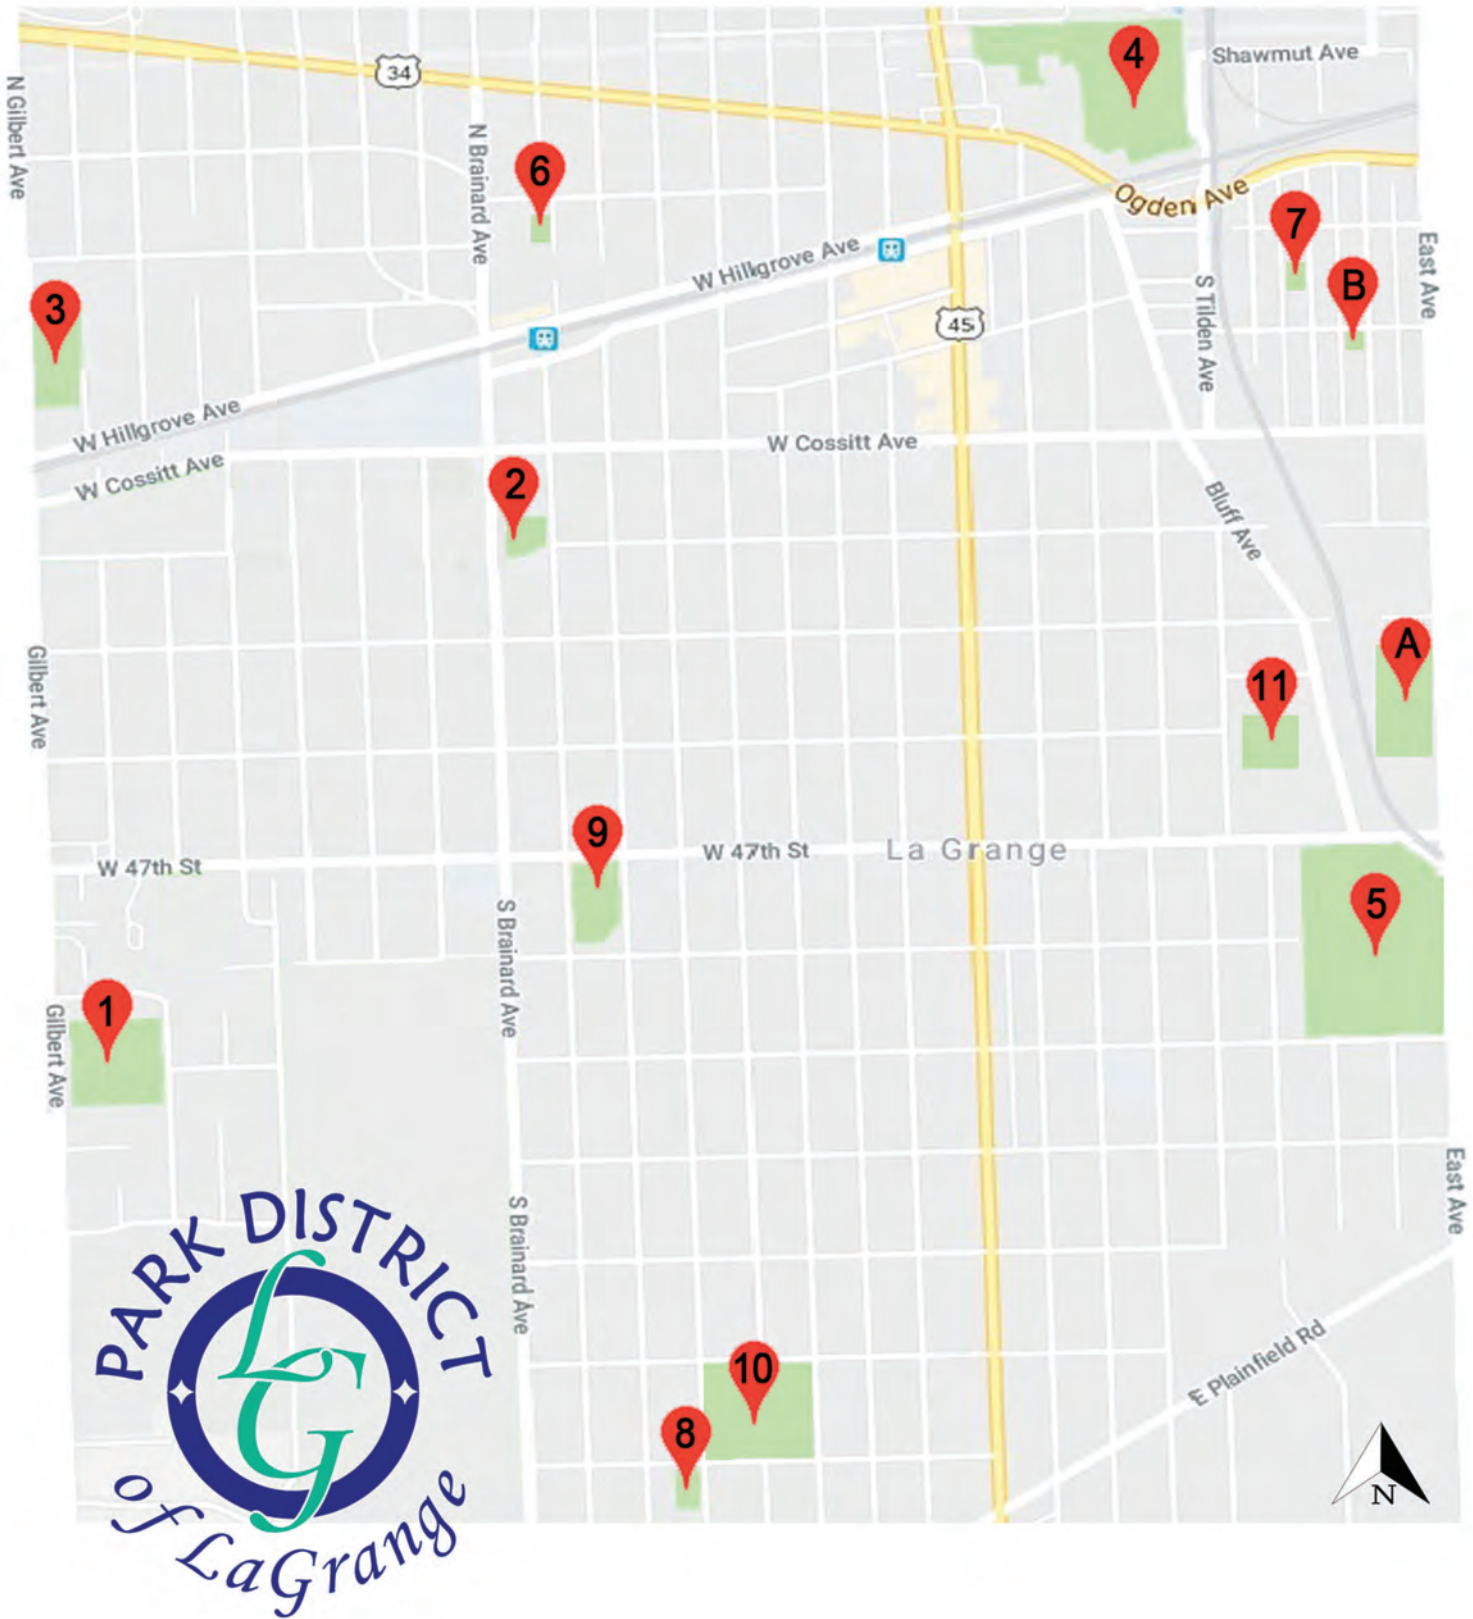 34
4
Shawmut Ave
N Gilbert Ave
N Brainard Ave
6
Ogden Ave
7
East Ave
W Hillgrove Ave
B
3
S Tilden Ave
45
W Hillgrove Ave
W Cossitt Ave
W Cossitt Ave
2
Bluff Ave
Gilbert Ave
A
11
9
W 47th St
W 47th St
La Grange
5
S Brainard Ave
1
Gilbert Ave
East Ave
S Brainard Ave
E Plainfield Rd
10
8
N
PARK DISTRICT
LG
of LaGrange